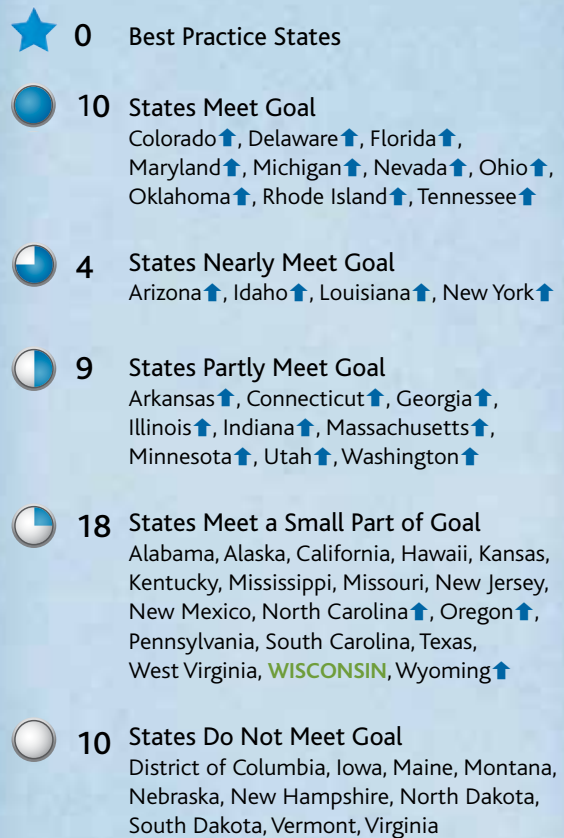 0 Best Practice States
10 States Meet Goal
Colorado⬆, Delaware⬆, Florida⬆,
Maryland⬆, Michigan⬆, Nevada⬆, Ohio⬆,
Oklahoma⬆, Rhode Island⬆, Tennessee⬆
4 States Nearly Meet Goal
Arizona⬆, Idaho⬆, Louisiana⬆, New York⬆
9 States Partly Meet Goal
Arkansas⬆, Connecticut⬆, Georgia⬆,
Illinois⬆, Indiana⬆, Massachusetts⬆,
Minnesota⬆, Utah⬆, Washington⬆
18 States Meet a Small Part of Goal
Alabama, Alaska, California, Hawaii, Kansas,
Kentucky, Mississippi, Missouri, New Jersey,
New Mexico, North Carolina⬆, Oregon⬆,
Pennsylvania, South Carolina, Texas,
West Virginia, WISCONSIN, Wyoming⬆
10 States Do Not Meet Goal
District of Columbia, Iowa, Maine, Montana,
Nebraska, New Hampshire, North Dakota,
South Dakota, Vermont, Virginia